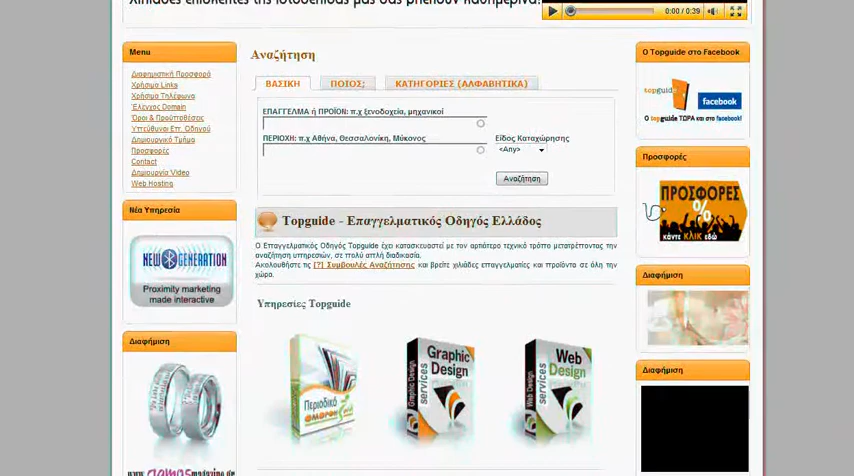 0:00 / 0:39
Menu
Διαφημιστική Προσφορά
Χρήσιμα Links
Χρήσιμα Τηλέφωνα
Έλεγχος Domain
Όροι & Προϋποθέσεις
Υπεύθυνοι Επ. Οδηγού
Δημιουργικό Τμήμα
Προσφορές
Contact
Δημιουργία Video
Web Hosting
Νέα Υπηρεσία
NEW GENERATION
Proximity marketing
made interactive
Διαφήμιση
Αναζήτηση
ΒΑΣΙΚΗ
ΠΟΙΟΣ;
ΚΑΤΗΓΟΡΙΕΣ (ΑΛΦΑΒΗΤΙΚΑ)
ΕΠΑΓΓΕΛΜΑ ή ΠΡΟΪΟΝ: π.χ ξενοδοχεία, μηχανικοί
ΠΕΡΙΟΧΗ: π.χ Αθήνα, Θεσσαλονίκη, Μύκονος
Είδος Καταχώρησης
<Any>
Αναζήτηση
Topguide - Επαγγελματικός Οδηγός Ελλάδος
Ο Επαγγελματικός Οδηγός Topguide έχει κατασκευαστεί με τον αρτιότερο τεχνικό τρόπο μετατρέποντας την
αναζήτηση υπηρεσιών, σε πολύ απλή διαδικασία.
Ακολουθήστε τις [?] Συμβουλές Αναζήτησης και βρείτε χιλιάδες επαγγελματίες και προϊόντα σε όλη την
χώρα.
Υπηρεσίες Topguide
Περιοδικό
Graphic
Design
Graphic Design
services
Web
Design
Web Design
services
Ο Topguide στο Facebook
topguide
facebook
Ο topguide ΤΩΡΑ και στο facebook!
Προσφορές
ΠΡΟΣΦΟΡΕΣ
%
κάντε ΚΛΙΚ εδώ
Διαφήμιση
Διαφήμιση